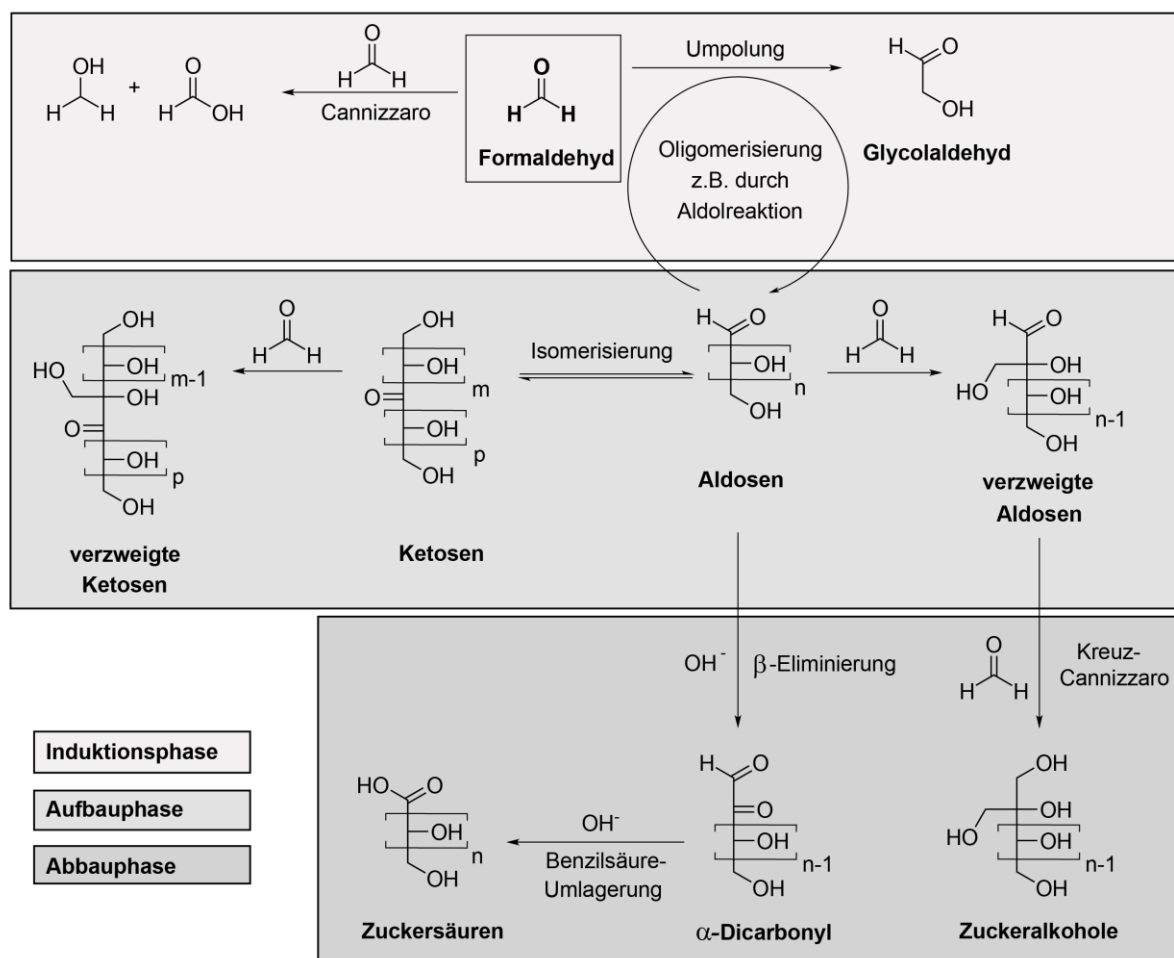 OH
H H
+
O
H OH
O
H H
Cannizzaro
O
H H
Formaldehyd
Umpolung
Oligomerisierung
z.B. durch
Aldolreaktion
H O
OH
Glycolaldehyd
OH
OH
m-1
HO
OH
O
OH
p
OH
verzweigte
Ketosen
O
H H
OH
OH
m
O
OH
p
OH
Ketosen
Isomerisierung
H O
OH
n
OH
Aldosen
O
H H
H O
OH
HO
OH
n-1
OH
verzweigte
Aldosen
OH- β-Eliminierung
O
H H
Kreuz-
Cannizzaro
Induktionsphase
Aufbauphase
Abbauphase
HO O
OH
n
OH
Zuckersäuren
OH-
Benzilsäure-
Umlagerung
H O
O
OH
n-1
OH
α-Dicarbonyl
OH
OH
HO
OH
n-1
OH
Zuckeralkohole